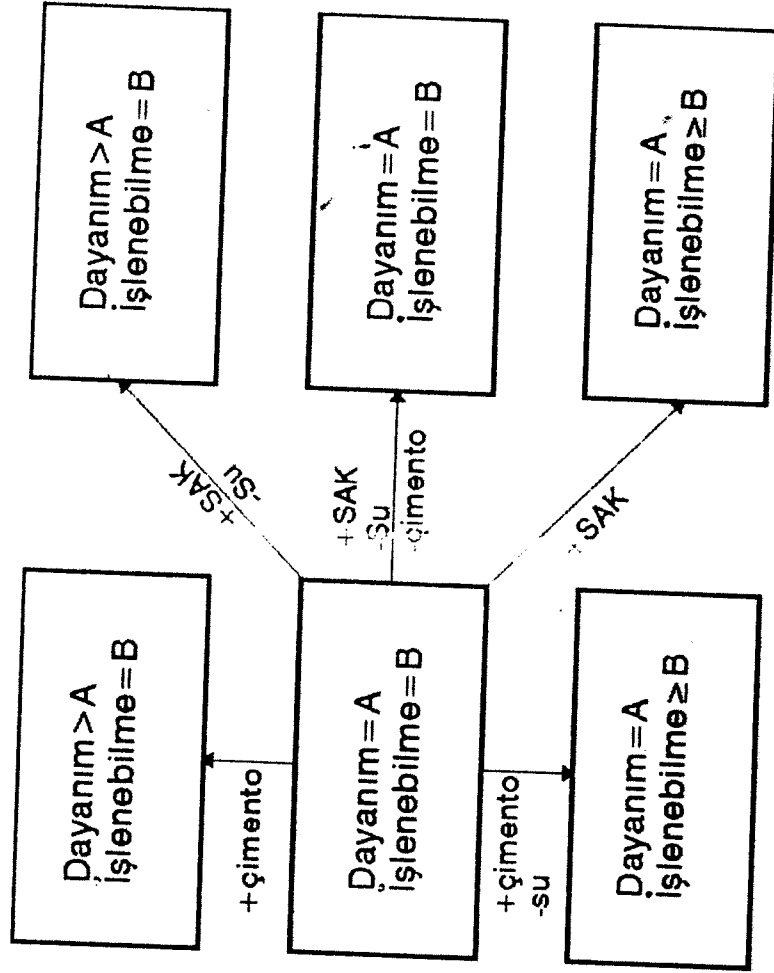 Dayanım>A
İşlenebilme=B
Dayanım>A
İşlenebilme=B
+çimento
+SAK
-Su
Dayanım=A
İşlenebilme=B
+SAK
-Su
-çimento
Dayanım=A
İşlenebilme=B
+çimento
-su
+SAK
Dayanım=A
İşlenebilme≥B
Dayanım=A
İşlenebilme≥B